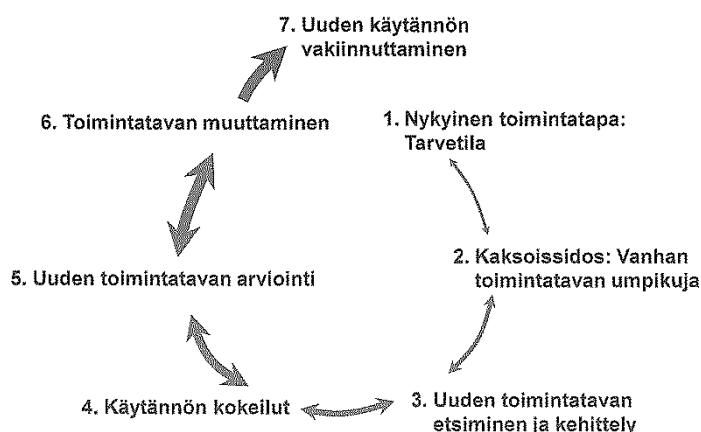 1. Nykyinen toimintatapa:
Tarvetila
2. Kaksoissidos: Vanhan
toimintatavan umpikuja
3. Uuden toimintatavan
etsiminen ja kehittely
4. Käytännön kokeilut
5. Uuden toimintatavan arviointi
6. Toimintatavan muuttaminen
7. Uuden käytännön
vakiinnuttaminen